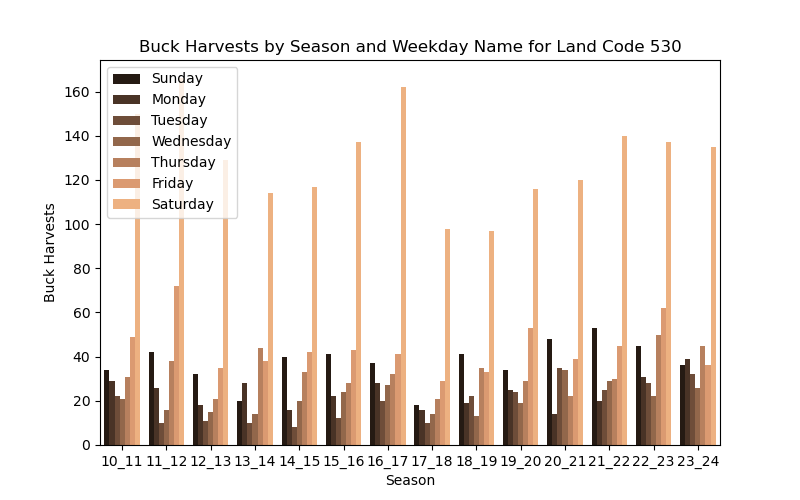 Buck Harvests by Season and Weekday Name for Land Code 530
Sunday
Monday
Tuesday
Wednesday
Thursday
Friday
Saturday
160
140
120
100
80
60
40
20
0
Buck Harvests
10_11 11_12 12_13 13_14 14_15 15_16 16_17 17_18 18_19 19_20 20_21 21_22 22_23 23_24
Season